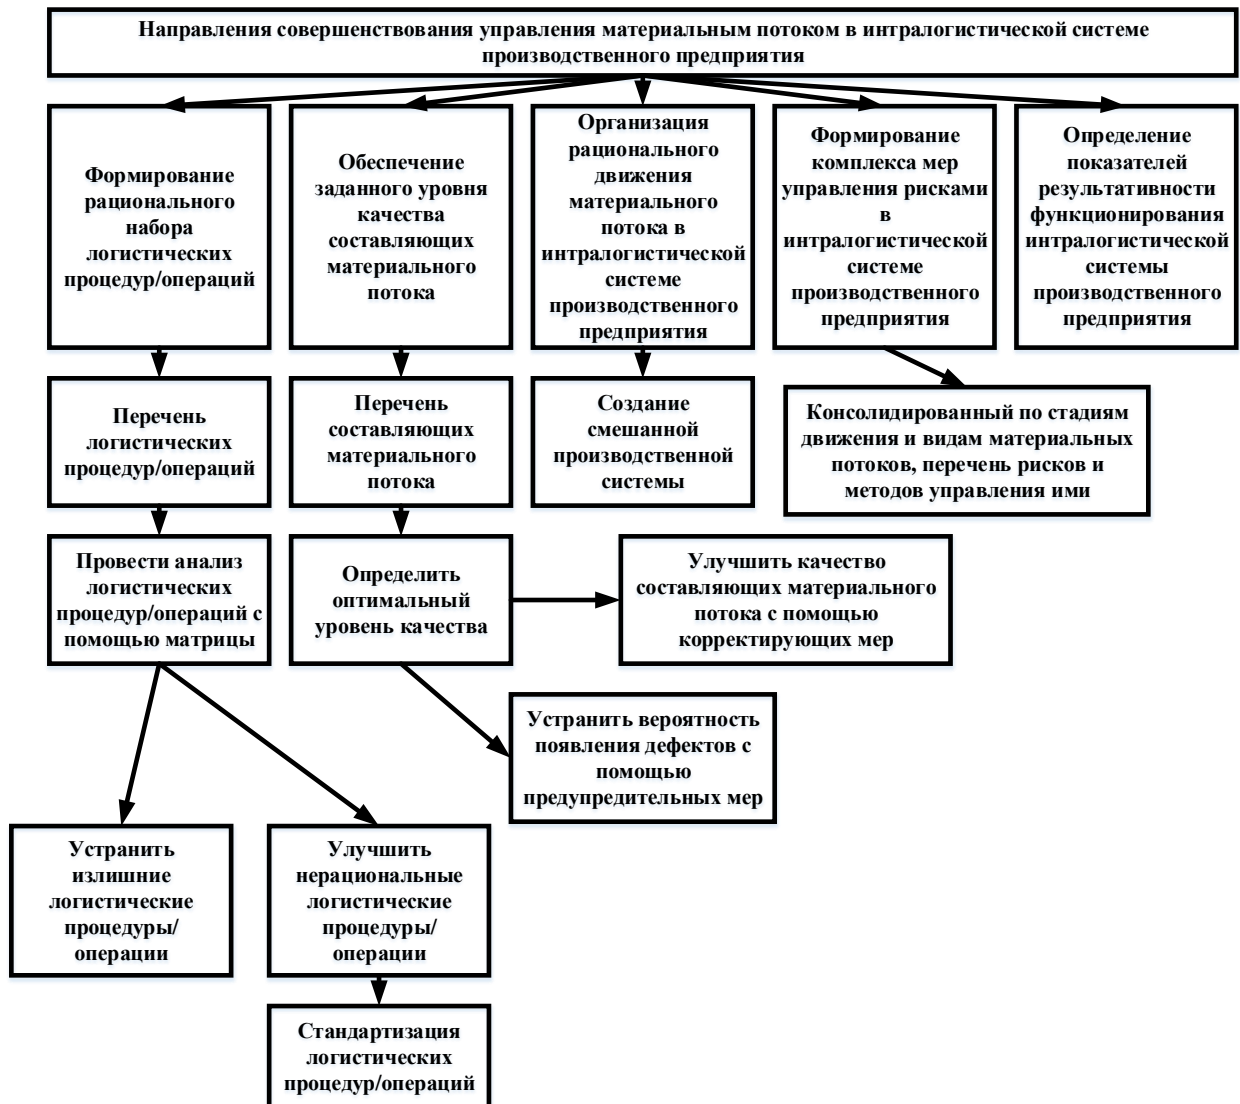 Направления совершенствования управления материальным потоком в интралогистической системе
производственного предприятия
Формирование
рационального
набора
логистических
процедур/операций
Обеспечение
заданного уровня
качества
составляющих
материального
потока
Организация
рационального
движения
материального
потока в
интралогистической
системе
производственного
предприятия
Формирование
комплекса мер
управления рисками
в
интралогистической
системе
производственного
предприятия
Определение
показателей
результативности
функционирования
интралогистической
системы
производственного
предприятия
Перечень
логистических
процедур/операций
Перечень
составляющих
материального
потока
Создание
смешанной
производственной
системы
Консолидированный по стадиям
движения и видам материальных
потоков, перечень рисков и
методов управления ими
Провести анализ
логистических
процедур/операций с
помощью матрицы
Определить
оптимальный
уровень качества
Улучшить качество
составляющих материального
потока с помощью
корректирующих мер
Устранить вероятность
появления дефектов с
помощью
предупредительных мер
Устранить
излишние
логистические
процедуры/
операции
Улучшить
нерациональные
логистические
процедуры/
операции
Стандартизация
логистических
процедур/операций